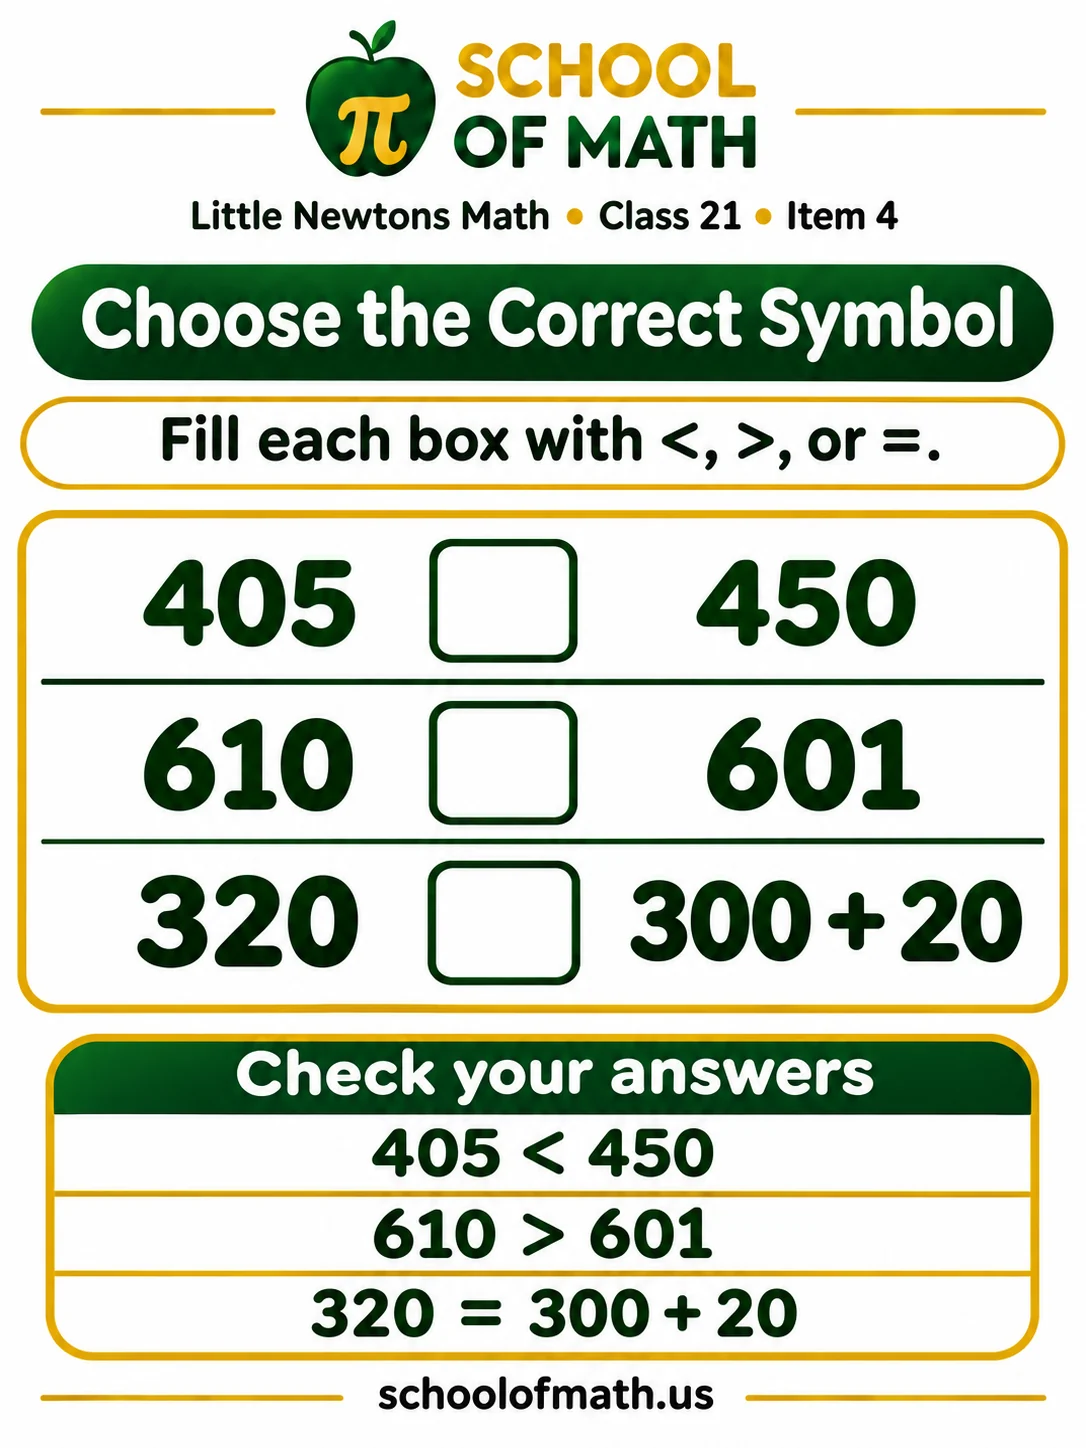 π
SCHOOL
OF MATH
Little Newtons Math • Class 21 • Item 4
Choose the Correct Symbol
Fill each box with <, >, or =.
405 450
610 601
320 300 + 20
Check your answers
405 < 450
610 > 601
320 = 300 + 20
schoolofmath.us